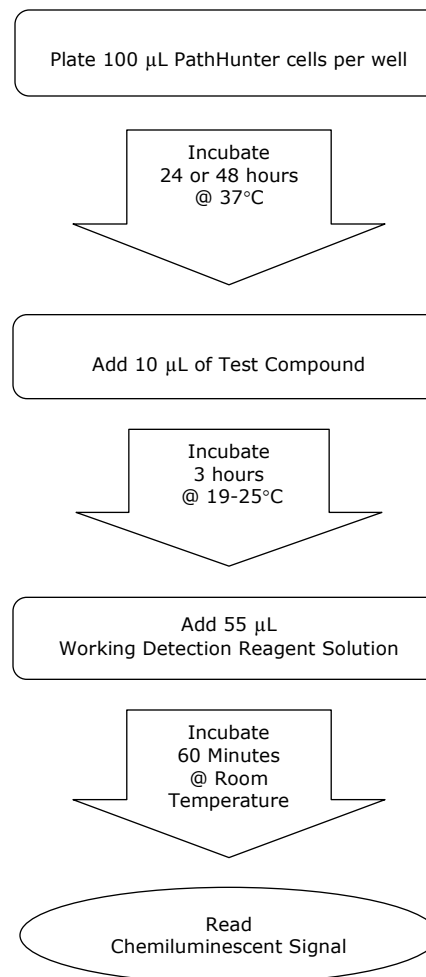 Plate 100 μL PathHunter cells per well
Incubate
24 or 48 hours
@ 37°C
Add 10 μL of Test Compound
Incubate
3 hours
@ 19-25°C
Add 55 μL
Working Detection Reagent Solution
Incubate
60 Minutes
@ Room
Temperature
Read
Chemiluminescent Signal